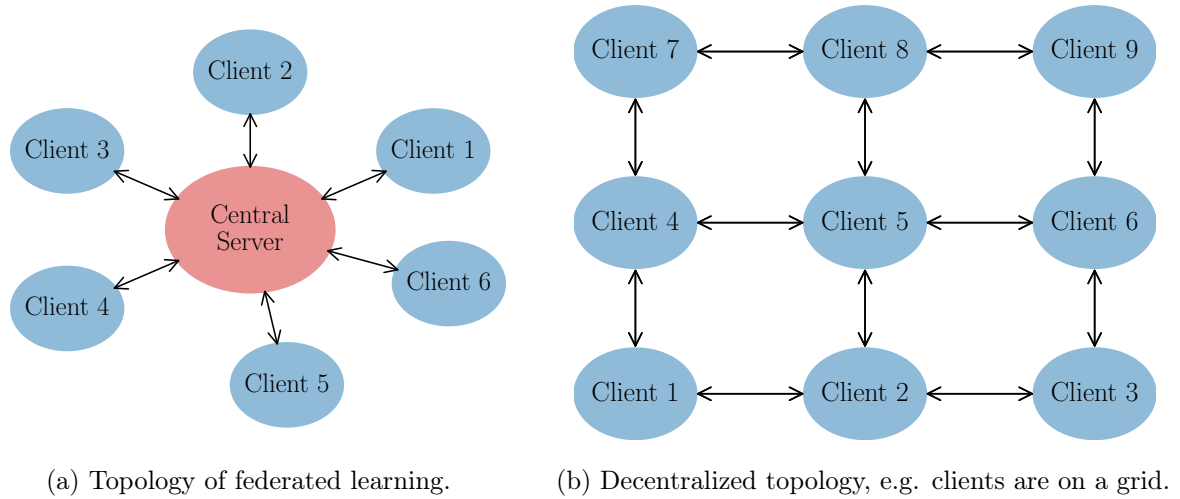 Client 2
Client 3
Client 1
Central
Server
Client 6
Client 4
Client 5
(a) Topology of federated learning.
Client 7
Client 8
Client 9
Client 4
Client 5
Client 6
Client 1
Client 2
Client 3
(b) Decentralized topology, e.g. clients are on a grid.